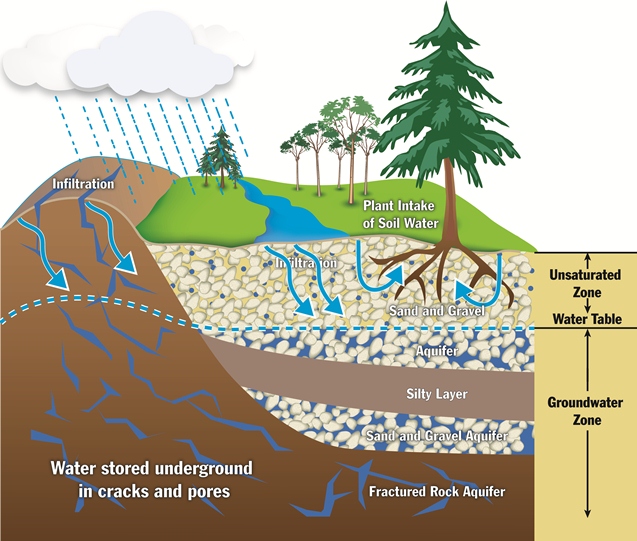 Infiltration
Plant Intake
of Soil Water
Infiltration
Sand and Gravel
Unsaturated
Zone
Water Table
Aquifer
Silty Layer
Groundwater
Zone
Sand and Gravel Aquifer
Water stored underground
in cracks and pores
Fractured Rock Aquifer